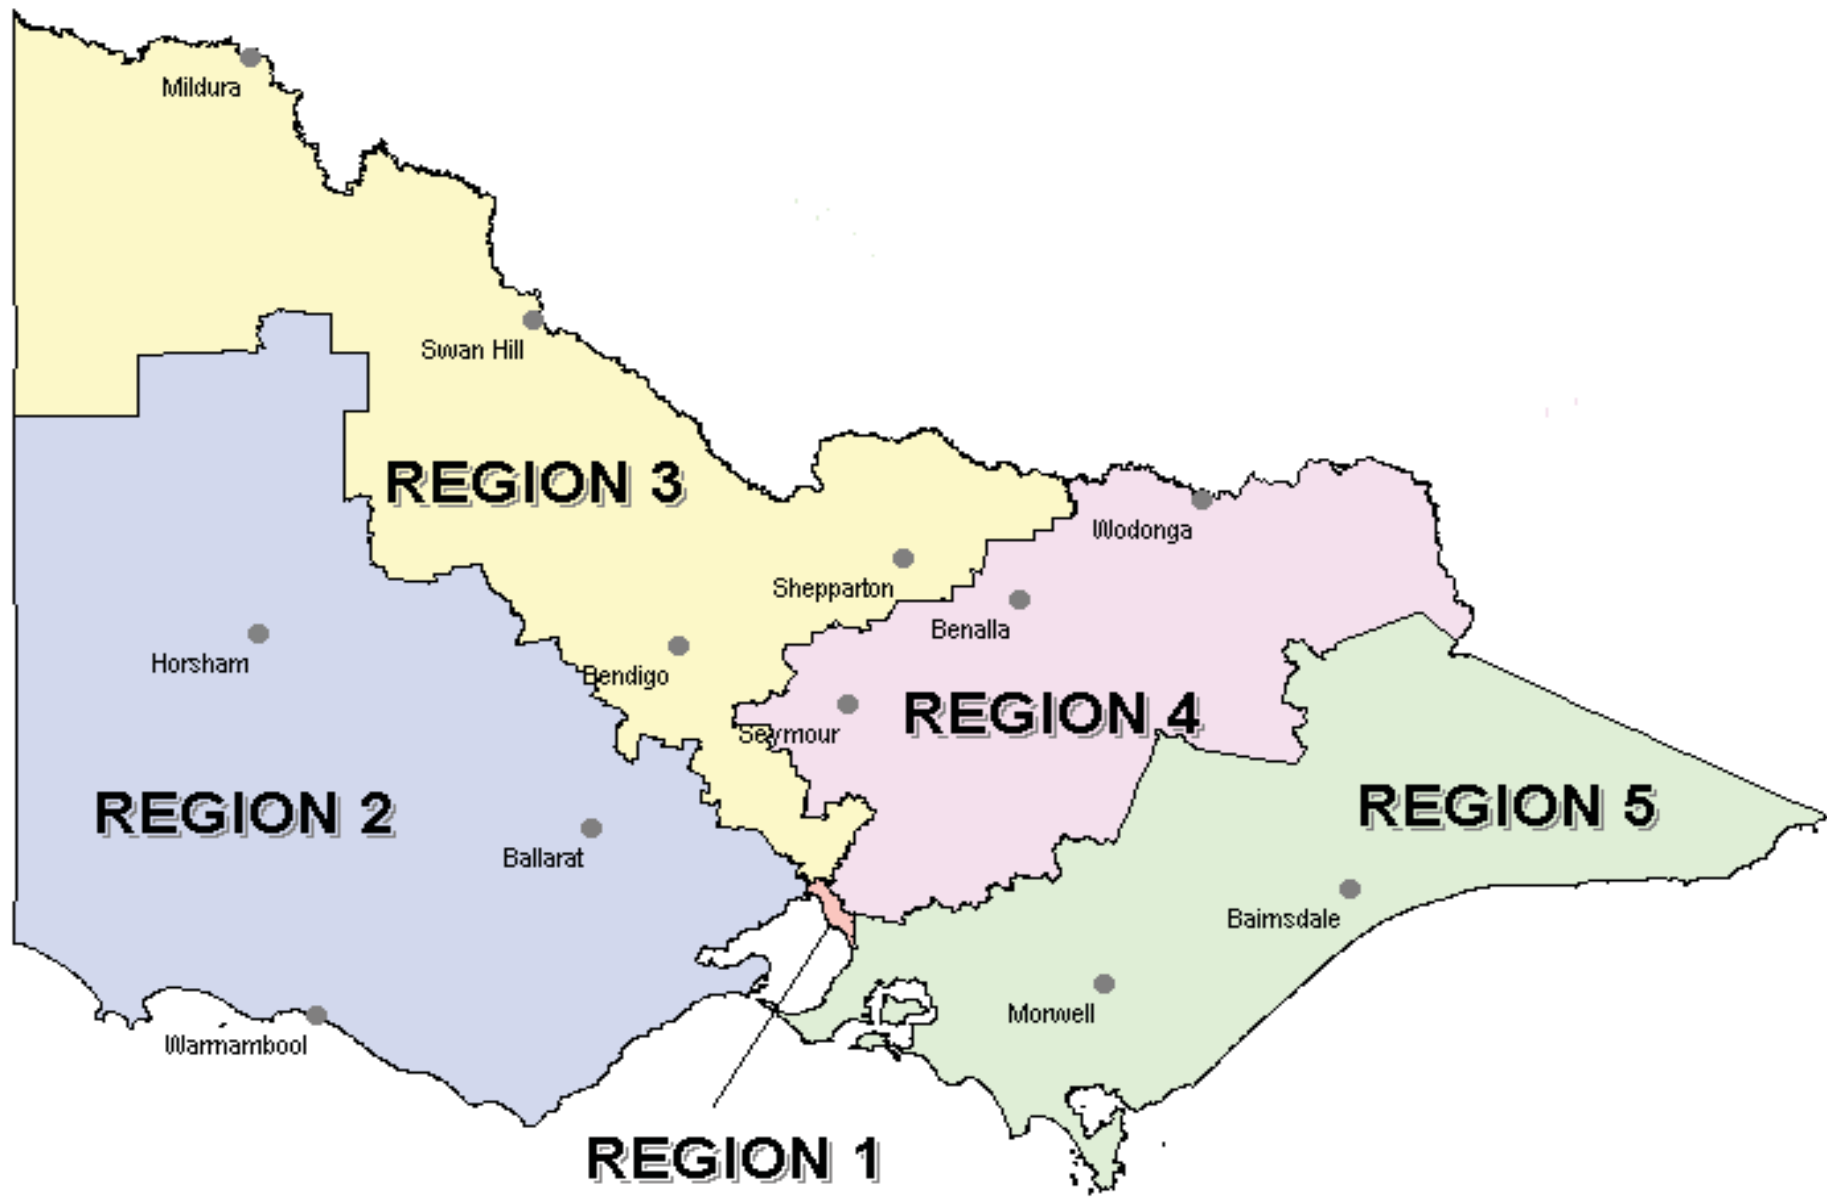 Mildura
Swan Hill
REGION 3
Wodonga
Shepparton
Benalla
Horsham
Bendigo
REGION 4
Seymour
REGION 2
REGION 5
Ballarat
Bairnsdale
Morwell
Warrnambool
REGION 1